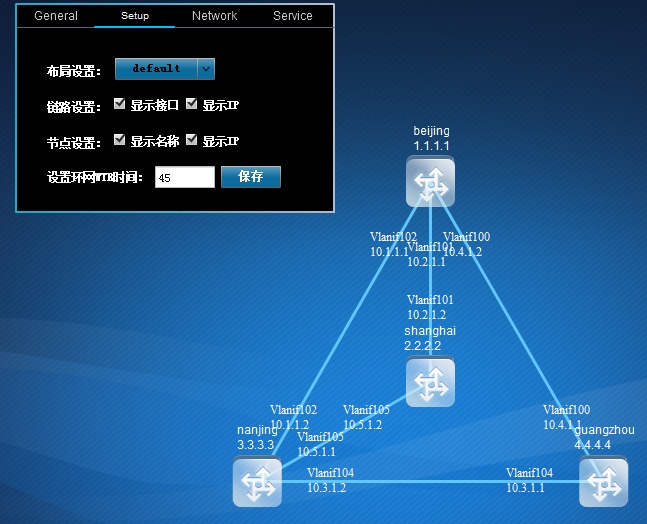 General Setup Network Service
布局设置： default
链路设置： 显示接口 显示IP
节点设置： 显示名称 显示IP
设置环网WTR时间： 45 保存
beijing
1.1.1.1
Vlanif102
10.1.1.1
Vlanif101
10.2.1.1
Vlanif100
10.4.1.2
Vlanif101
10.2.1.2
shanghai
2.2.2.2
Vlanif102
10.1.1.2
Vlanif105
10.5.1.2
Vlanif100
10.4.1.1
nanjing
3.3.3.3
Vlanif105
10.5.1.1
guangzhou
4.4.4.4
Vlanif104
10.3.1.2
Vlanif104
10.3.1.1